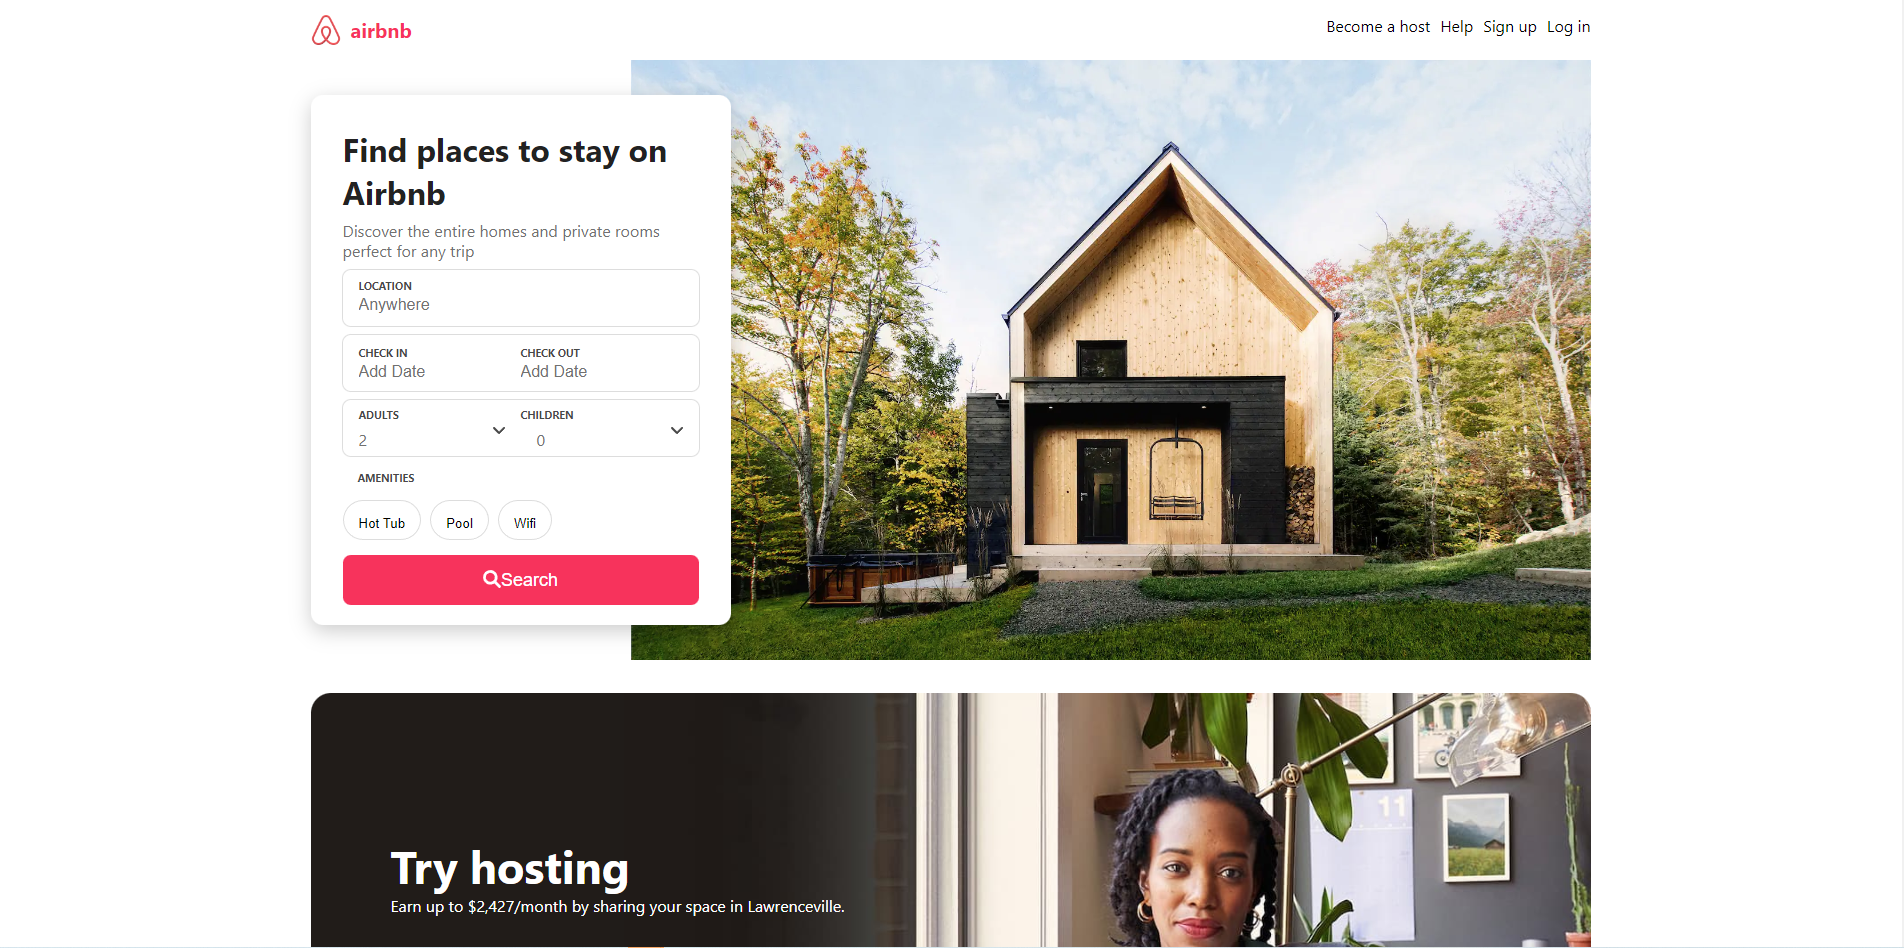 airbnb
Become a host Help Sign up Log in
Find places to stay on
Airbnb
Discover the entire homes and private rooms
perfect for any trip
LOCATION
Anywhere
CHECK IN CHECK OUT
Add Date Add Date
ADULTS CHILDREN
2 0
AMENITIES
Hot Tub Pool Wifi
Search
11
Try hosting
Earn up to $2,427/month by sharing your space in Lawrenceville.